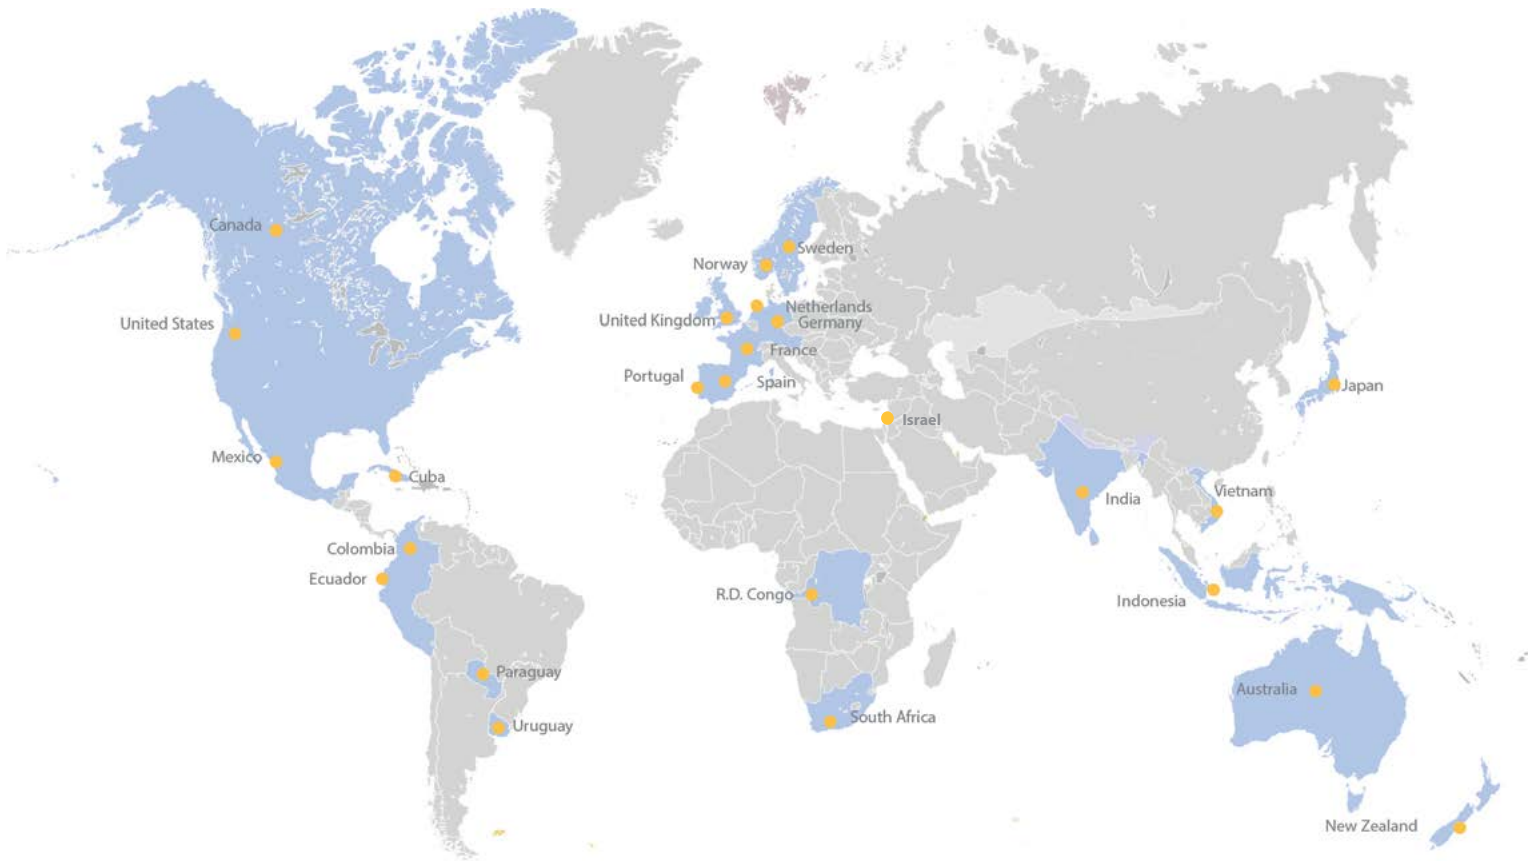 Canada
Sweden
Norway
Netherlands
United States
United Kingdom
Germany
France
Portugal
Spain
Japan
Israel
Mexico
Cuba
India
Vietnam
Colombia
Ecuador
R.D. Congo
Indonesia
Paraguay
Australia
South Africa
Uruguay
New Zealand